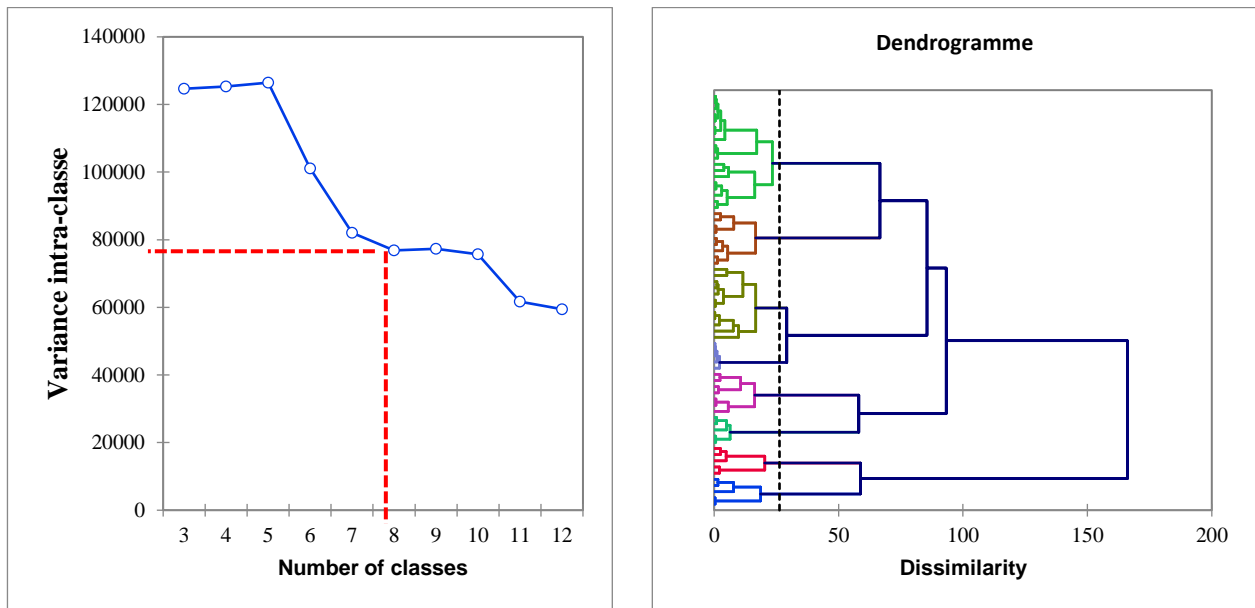 140000
120000
100000
80000
60000
40000
20000
0
Variance intra-classe
3 4 5 6 7 8 9 10 11 12
Number of classes
Dendrogramme
0 50 100 150 200
Dissimilarity